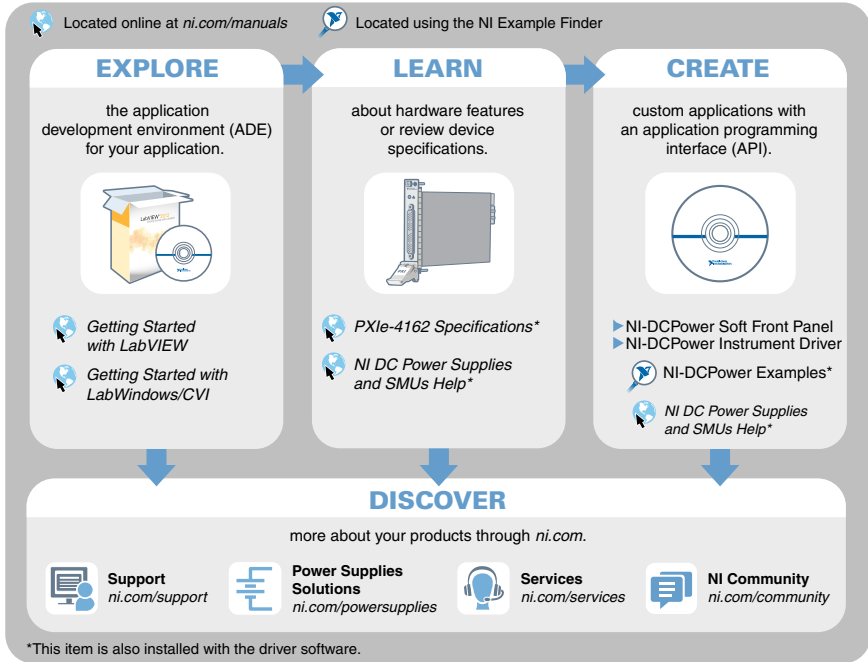 Located online at ni.com/manuals
Located using the NI Example Finder
EXPLORE
the application
development environment (ADE)
for your application.
LabVIEW
Getting Started
with LabVIEW
Getting Started with
LabWindows/CVI
LEARN
about hardware features
or review device
specifications.
PXIe-4162 Specifications*
NI DC Power Supplies
and SMUs Help*
CREATE
custom applications with
an application programming
interface (API).
NI-DCPower Soft Front Panel
NI-DCPower Instrument Driver
NI-DCPower Examples*
NI DC Power Supplies
and SMUs Help*
DISCOVER
more about your products through ni.com.
Support
ni.com/support
Power Supplies
Solutions
ni.com/powersupplies
Services
ni.com/services
NI Community
ni.com/community
*This item is also installed with the driver software.